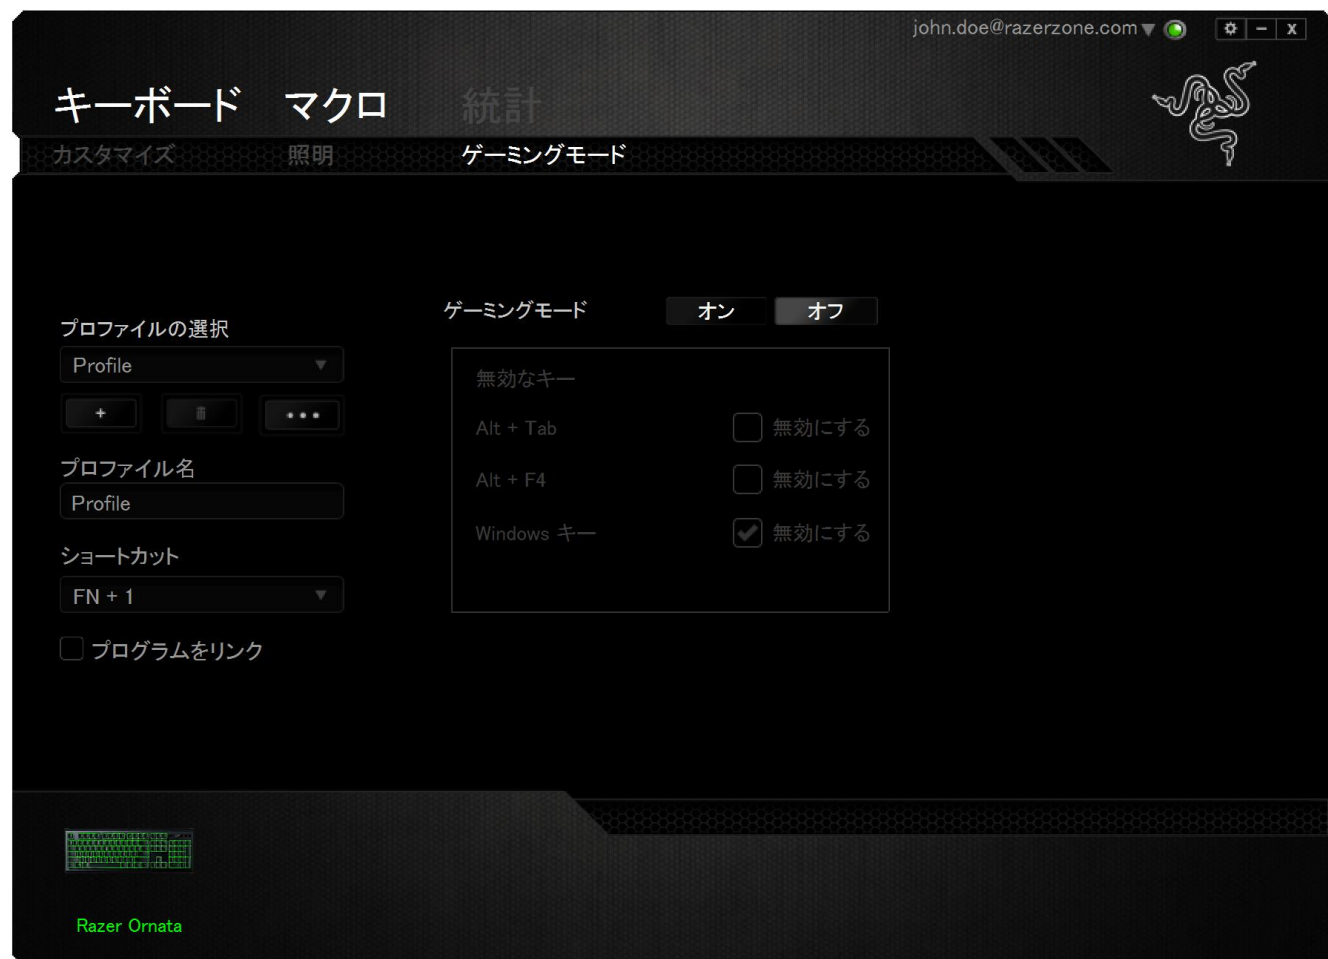 john.doe@razerzone.com
キーボード マクロ 統計
カスタマイズ 照明 ゲーミングモード
プロファイルの選択
Profile
プロファイル名
Profile
ショートカット
FN + 1
プログラムをリンク
ゲーミングモード オン オフ
無効なキー
Alt + Tab 無効にする
Alt + F4 無効にする
Windows キー 無効にする
Razer Ornata